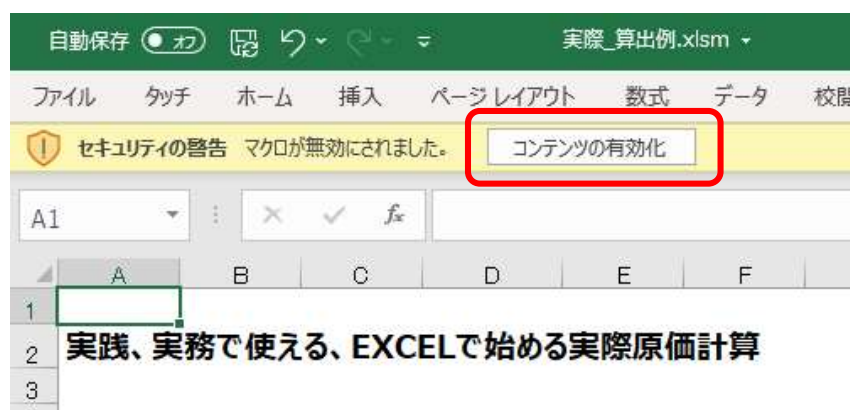 自動保存 オフ 実際_算出例.xlsm
ファイル タッチ ホーム 挿入 ページ レイアウト 数式 データ 校閲
セキュリティの警告 マクロが無効にされました。 コンテンツの有効化
A1 fx
A B C D E F
1
2 実践、実務で使える、EXCELで始める実際原価計算
3